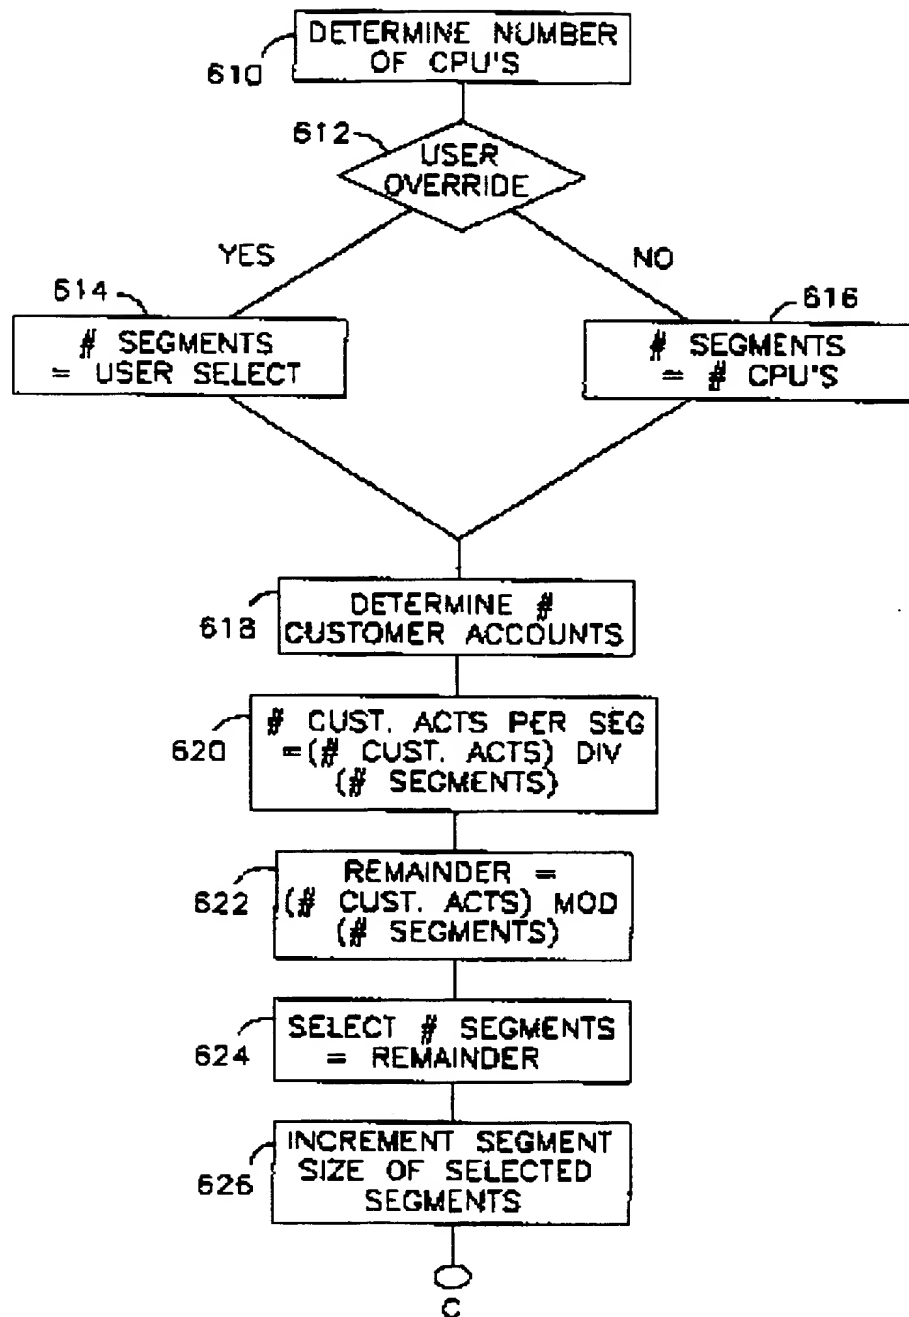 DETERMINE NUMBER
OF CPU'S
610
612
USER
OVERRIDE
YES
NO
614
616
# SEGMENTS
= USER SELECT
# SEGMENTS
= # CPU'S
618
DETERMINE #
CUSTOMER ACCOUNTS
620
# CUST. ACTS PER SEG
=(# CUST. ACTS) DIV
(# SEGMENTS)
622
REMAINDER =
(# CUST. ACTS) MOD
(# SEGMENTS)
624
SELECT # SEGMENTS
= REMAINDER
626
INCREMENT SEGMENT
SIZE OF SELECTED
SEGMENTS
C